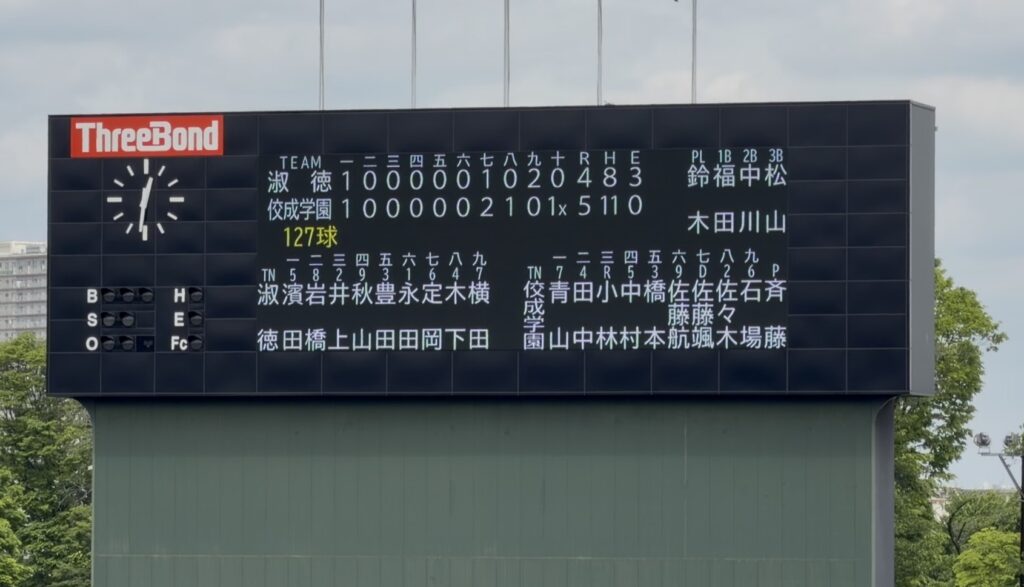 ThreeBond
TEAM 一 二 三 四 五 六 七 八 九 十 R H E
淑徳 1 0 0 0 0 0 1 0 2 0 4 8 3
佼成学園 1 0 0 0 0 0 2 1 0 1x 5 11 0
127球
PL 1B 2B 3B
鈴木 福田 中川 松山
一 二 三 四 五 六 七 八 九
TN 5 8 2 9 3 1 6 4 7
淑徳 濱田 岩橋 井上 秋山 豊田 永田 定岡 木下 横田
一 二 三 四 五 六 七 八 九
TN 7 4 R 5 3 9 D 2 6 P
佼成学園 青山 田中 小林 中村 橋本 佐藤航 佐藤颯 佐々木 石場 斉藤
B H
S E
O Fc